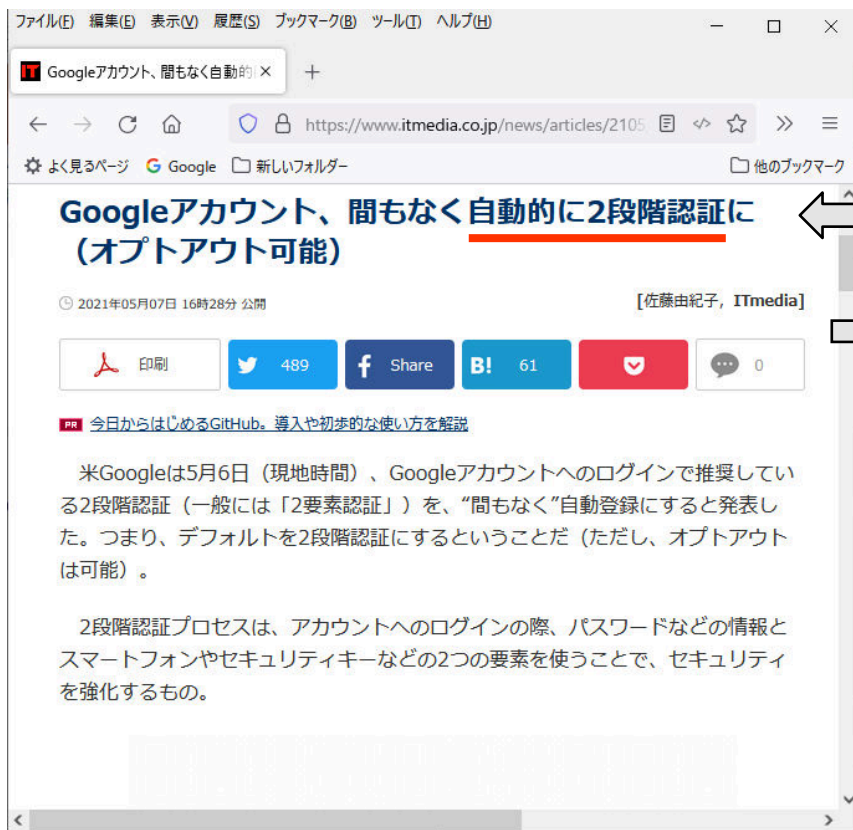 ファイル(F) 編集(E) 表示(V) 履歴(S) ブックマーク(B) ツール(T) ヘルプ(H)
IT Googleアカウント、間もなく自動的
https://www.itmedia.co.jp/news/articles/2105
よく見るページ G Google 新しいフォルダー 他のブックマーク
Googleアカウント、間もなく自動的に2段階認証に
（オプトアウト可能）
2021年05月07日 16時28分 公開 [佐藤由紀子，ITmedia]
印刷 489 f Share B! 61 0
PR 今日からはじめるGitHub。導入や初歩的な使い方を解説
米Googleは5月6日（現地時間）、Googleアカウントへのログインで推奨してい
る2段階認証（一般には「2要素認証」）を、“間もなく”自動登録にすると発表し
た。つまり、デフォルトを2段階認証にするということだ（ただし、オプトアウト
は可能）。
2段階認証プロセスは、アカウントへのログインの際、パスワードなどの情報と
スマートフォンやセキュリティキーなどの2つの要素を使うことで、セキュリティ
を強化するもの。